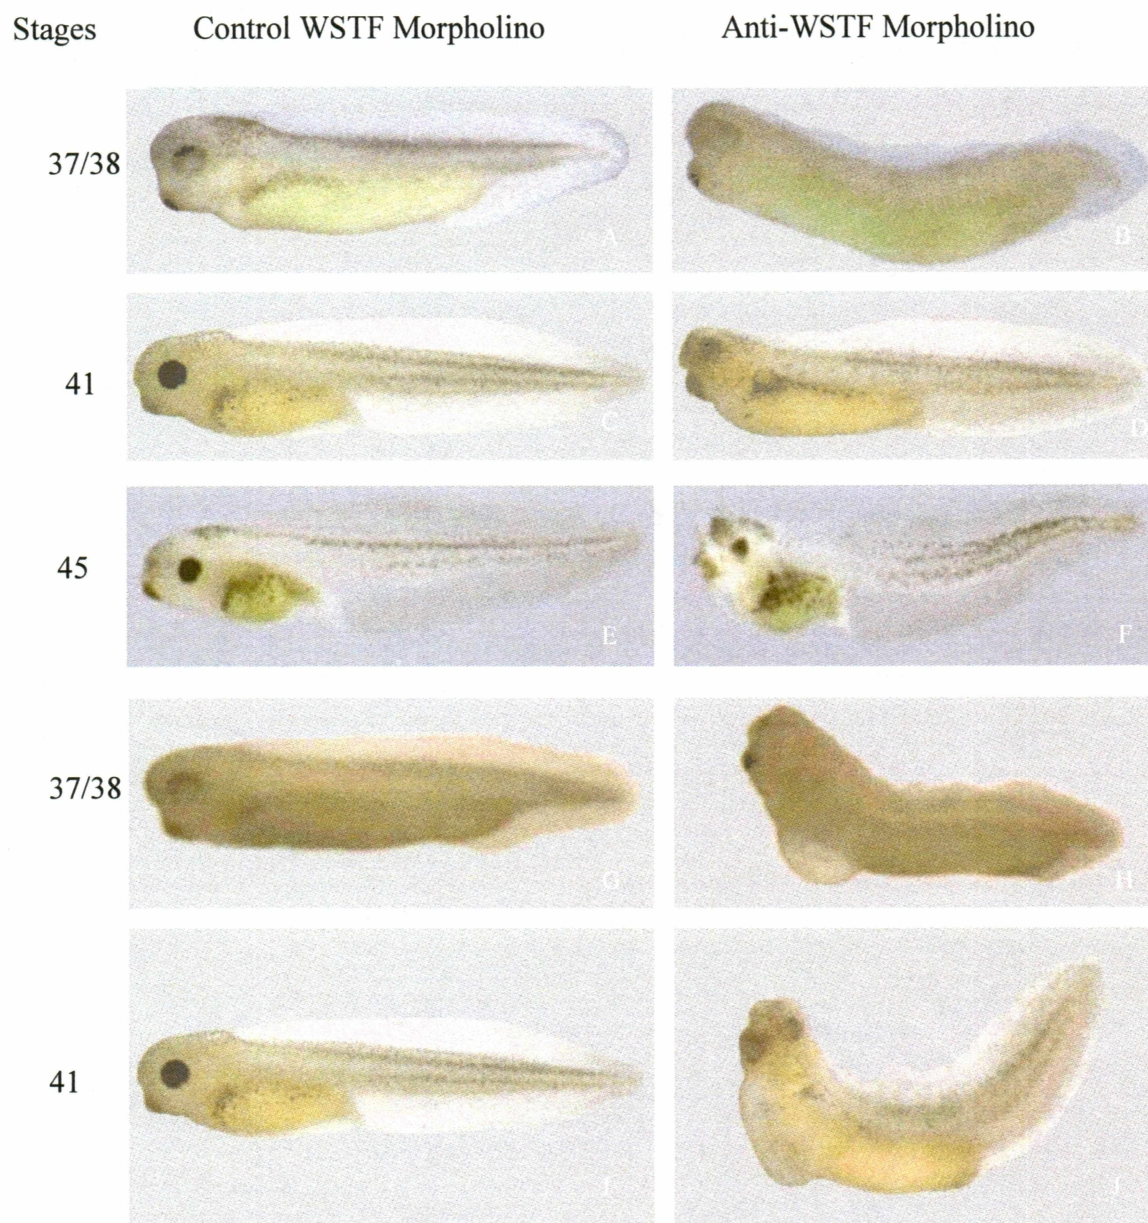 Stages Control WSTF Morpholino Anti-WSTF Morpholino
37/38
A
B
41
C
D
45
E
F
37/38
G
H
41
I
J